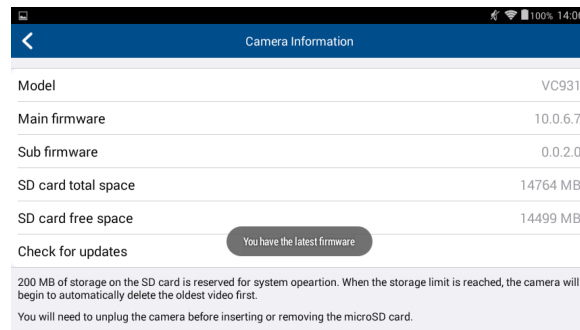 100% 14:06
Camera Information
Model VC931
Main firmware 10.0.6.7
Sub firmware 0.0.2.0
SD card total space 14764 MB
SD card free space 14499 MB
You have the latest firmware
Check for updates
200 MB of storage on the SD card is reserved for system opeartion. When the storage limit is reached, the camera will
begin to automatically delete the oldest video first.
You will need to unplug the camera before inserting or removing the microSD card.